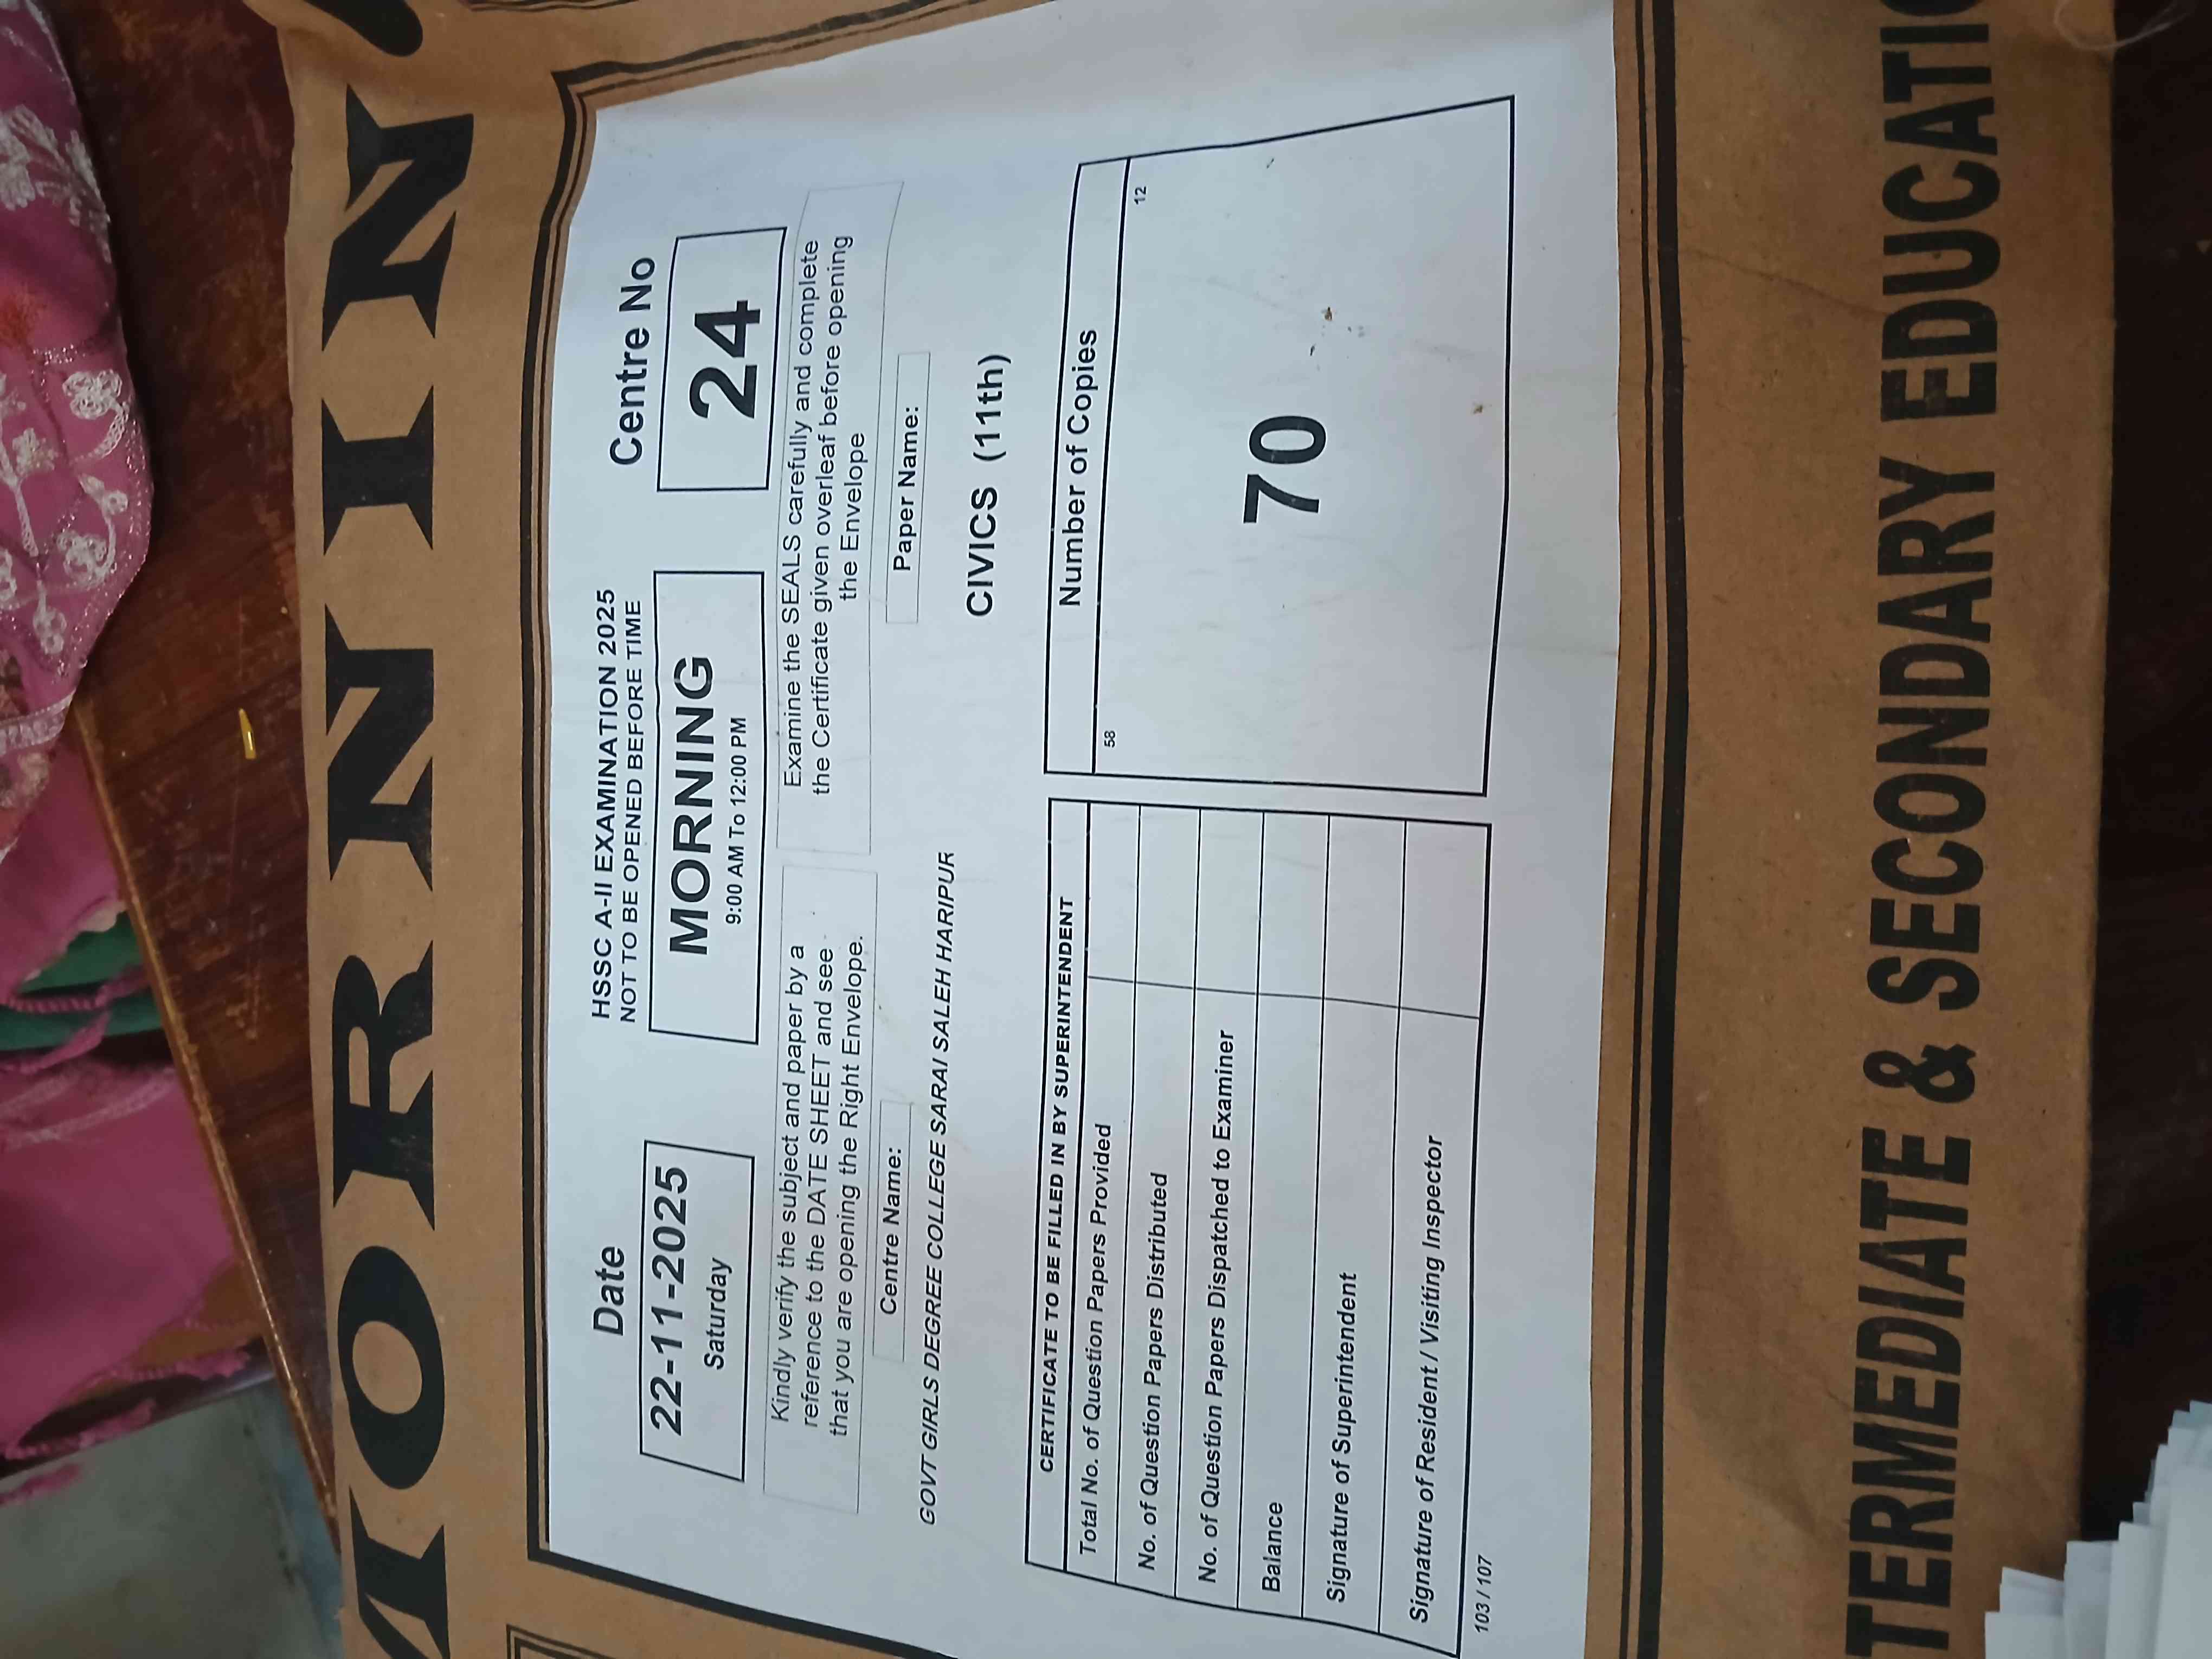 MORNIN
HSSC A-II EXAMINATION 2025
NOT TO BE OPENED BEFORE TIME
Date
22-11-2025
Saturday
MORNING
9:00 AM To 12:00 PM
Centre No
24
Kindly verify the subject and paper by a
reference to the DATE SHEET and see
that you are opening the Right Envelope.
Examine the SEALS carefully and complete
the Certificate given overleaf before opening
the Envelope
Centre Name:
GOVT GIRLS DEGREE COLLEGE SARAI SALEH HARIPUR
Paper Name:
CIVICS (11th)
CERTIFICATE TO BE FILLED IN BY SUPERINTENDENT
Total No. of Question Papers Provided
No. of Question Papers Distributed
No. of Question Papers Dispatched to Examiner
Balance
Signature of Superintendent
Signature of Resident / Visiting Inspector
103 / 107
Number of Copies
58
12
70
TERMEDIATE & SECONDARY EDUCATIO